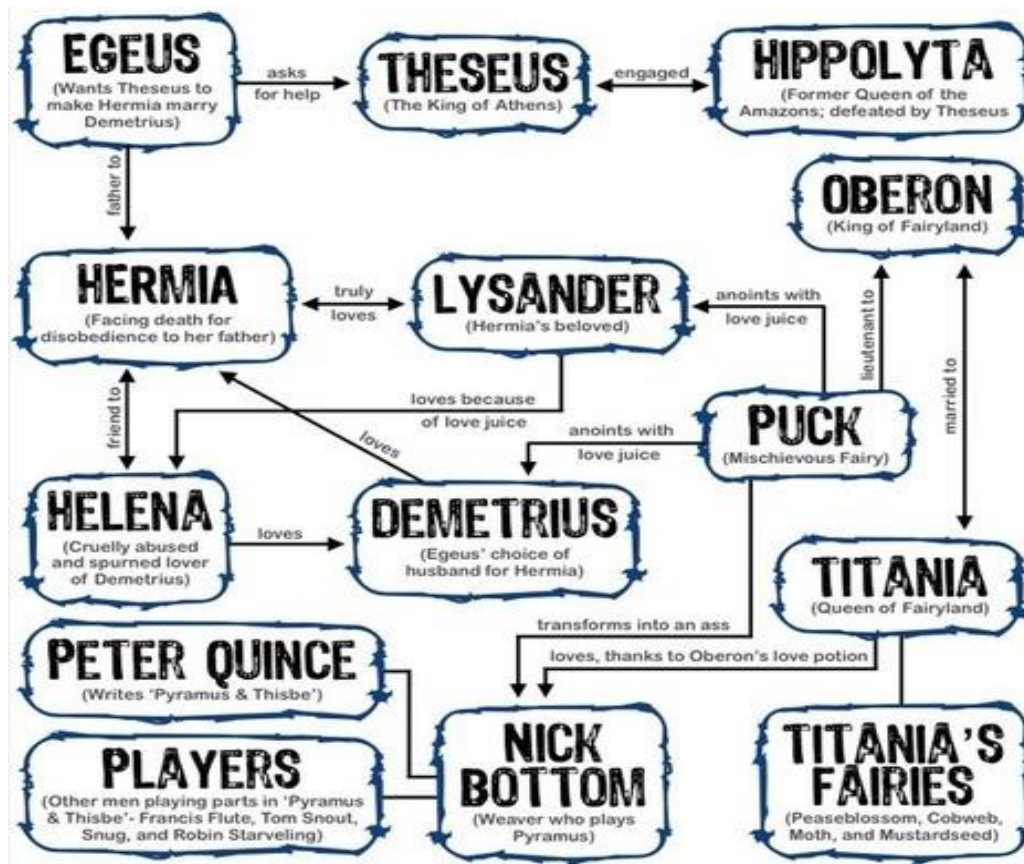 EGEUS
(Wants Theseus to
make Hermia marry
Demetrius)
asks
for help
THESEUS
(The King of Athens)
engaged
HIPPOLYTA
(Former Queen of the
Amazons; defeated by Theseus
father to
OBERON
(King of Fairyland)
HERMIA
(Facing death for
disobedience to her father)
truly
loves
LYSANDER
(Hermia's beloved)
anoints with
love juice
lieutenant to
married to
friend to
loves because
of love juice
loves
anoints with
love juice
PUCK
(Mischievous Fairy)
HELENA
(Cruelly abused
and spurned lover
of Demetrius)
loves
DEMETRIUS
(Egeus' choice of
husband for Hermia)
TITANIA
(Queen of Fairyland)
transforms into an ass
loves, thanks to Oberon's love potion
PETER QUINCE
(Writes 'Pyramus & Thisbe')
PLAYERS
(Other men playing parts in 'Pyramus
& Thisbe'- Francis Flute, Tom Snout,
Snug, and Robin Starveling)
NICK
BOTTOM
(Weaver who plays
Pyramus)
TITANIA'S
FAIRIES
(Peaseblossom, Cobweb,
Moth, and Mustardseed)